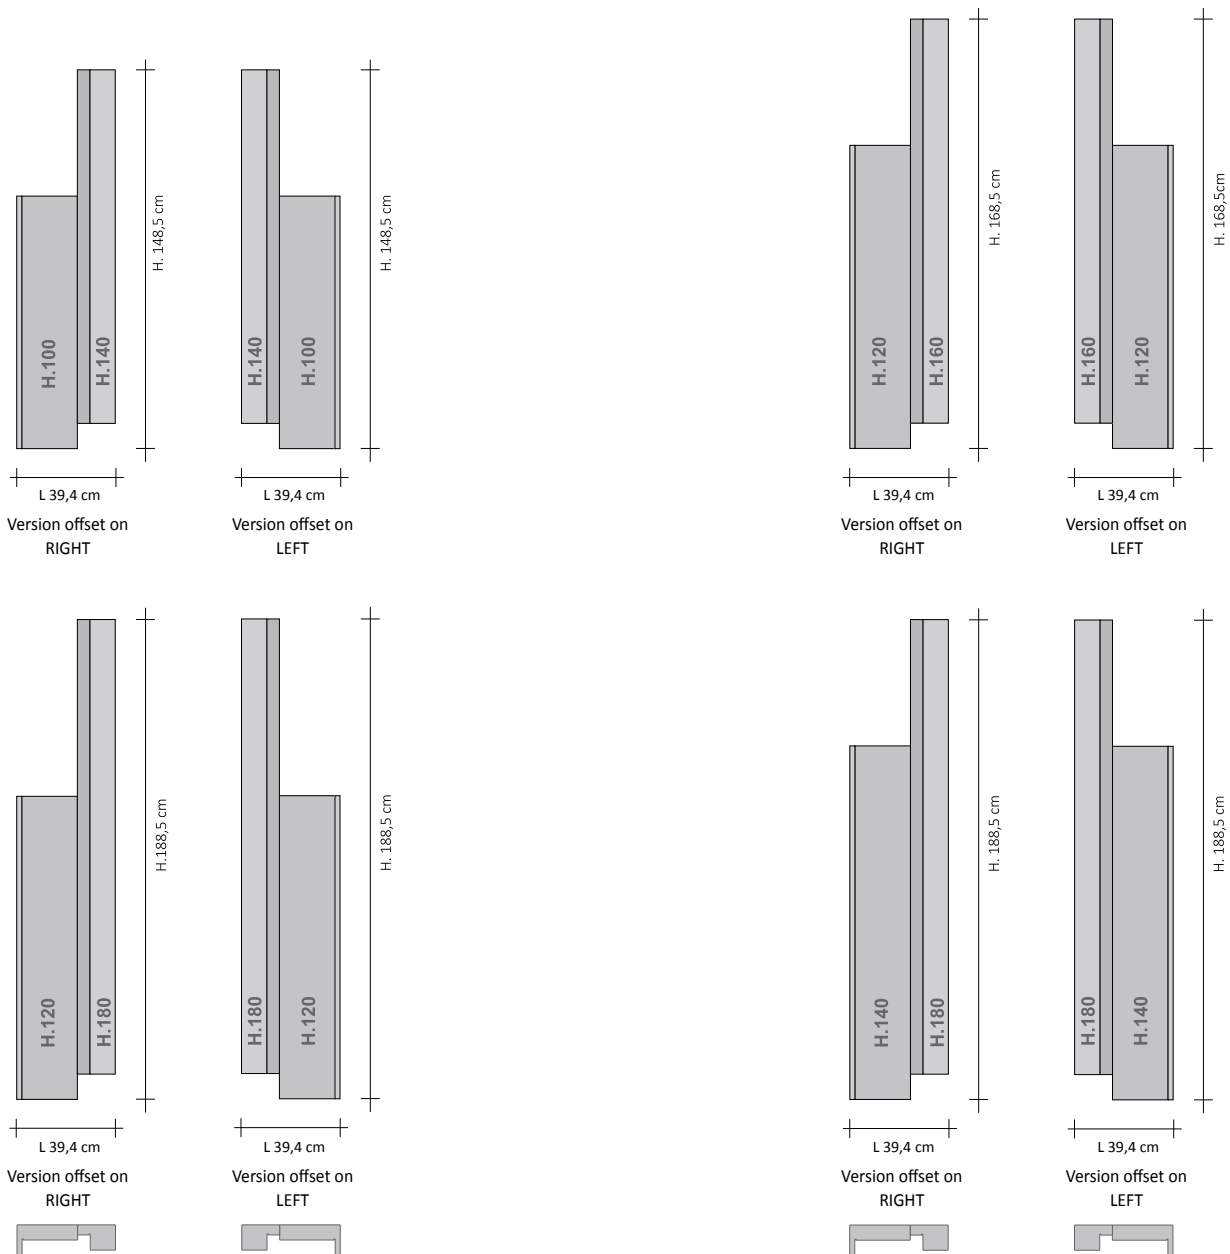 H. 148,5 cm
H. 148,5 cm
H. 168,5 cm
H. 168,5cm
H.100
H.140
H.140
H.100
H.120
H.160
H.160
H.120
L 39,4 cm
L 39,4 cm
L 39,4 cm
L 39,4 cm
Version offset on
RIGHT
Version offset on
LEFT
Version offset on
RIGHT
Version offset on
LEFT
H.188,5 cm
H. 188,5 cm
H. 188,5 cm
H. 188,5 cm
H.120
H.180
H.180
H.120
H.140
H.180
H.180
H.140
L 39,4 cm
L 39,4 cm
L 39,4 cm
L 39,4 cm
Version offset on
RIGHT
Version offset on
LEFT
Version offset on
RIGHT
Version offset on
LEFT